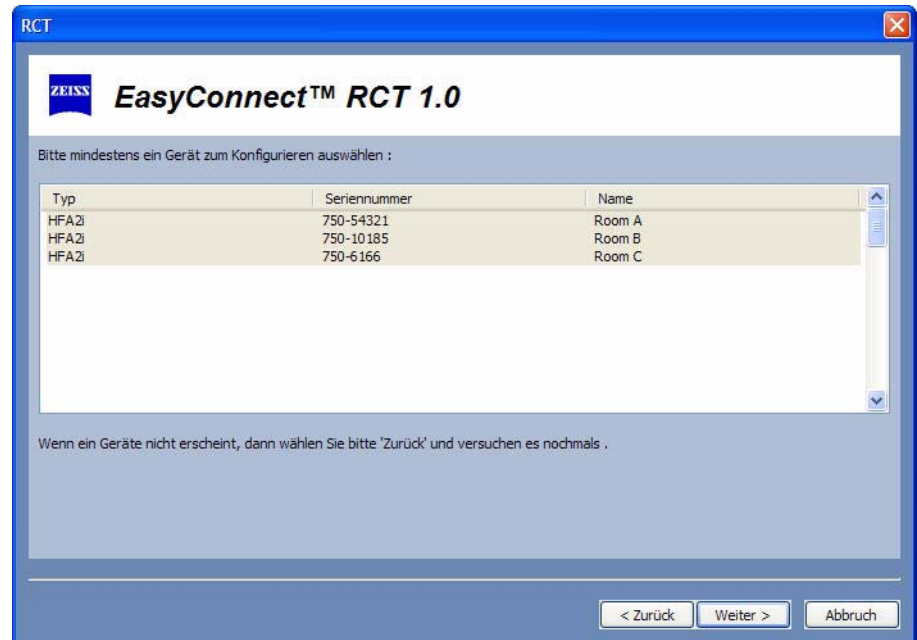 RCT
ZEISS
EasyConnect™ RCT 1.0
Bitte mindestens ein Gerät zum Konfigurieren auswählen :
Typ Seriennummer Name
HFA2i 750-54321 Room A
HFA2i 750-10185 Room B
HFA2i 750-6166 Room C
Wenn ein Geräte nicht erscheint, dann wählen Sie bitte 'Zurück' und versuchen es nochmals .
< Zurück Weiter > Abbruch